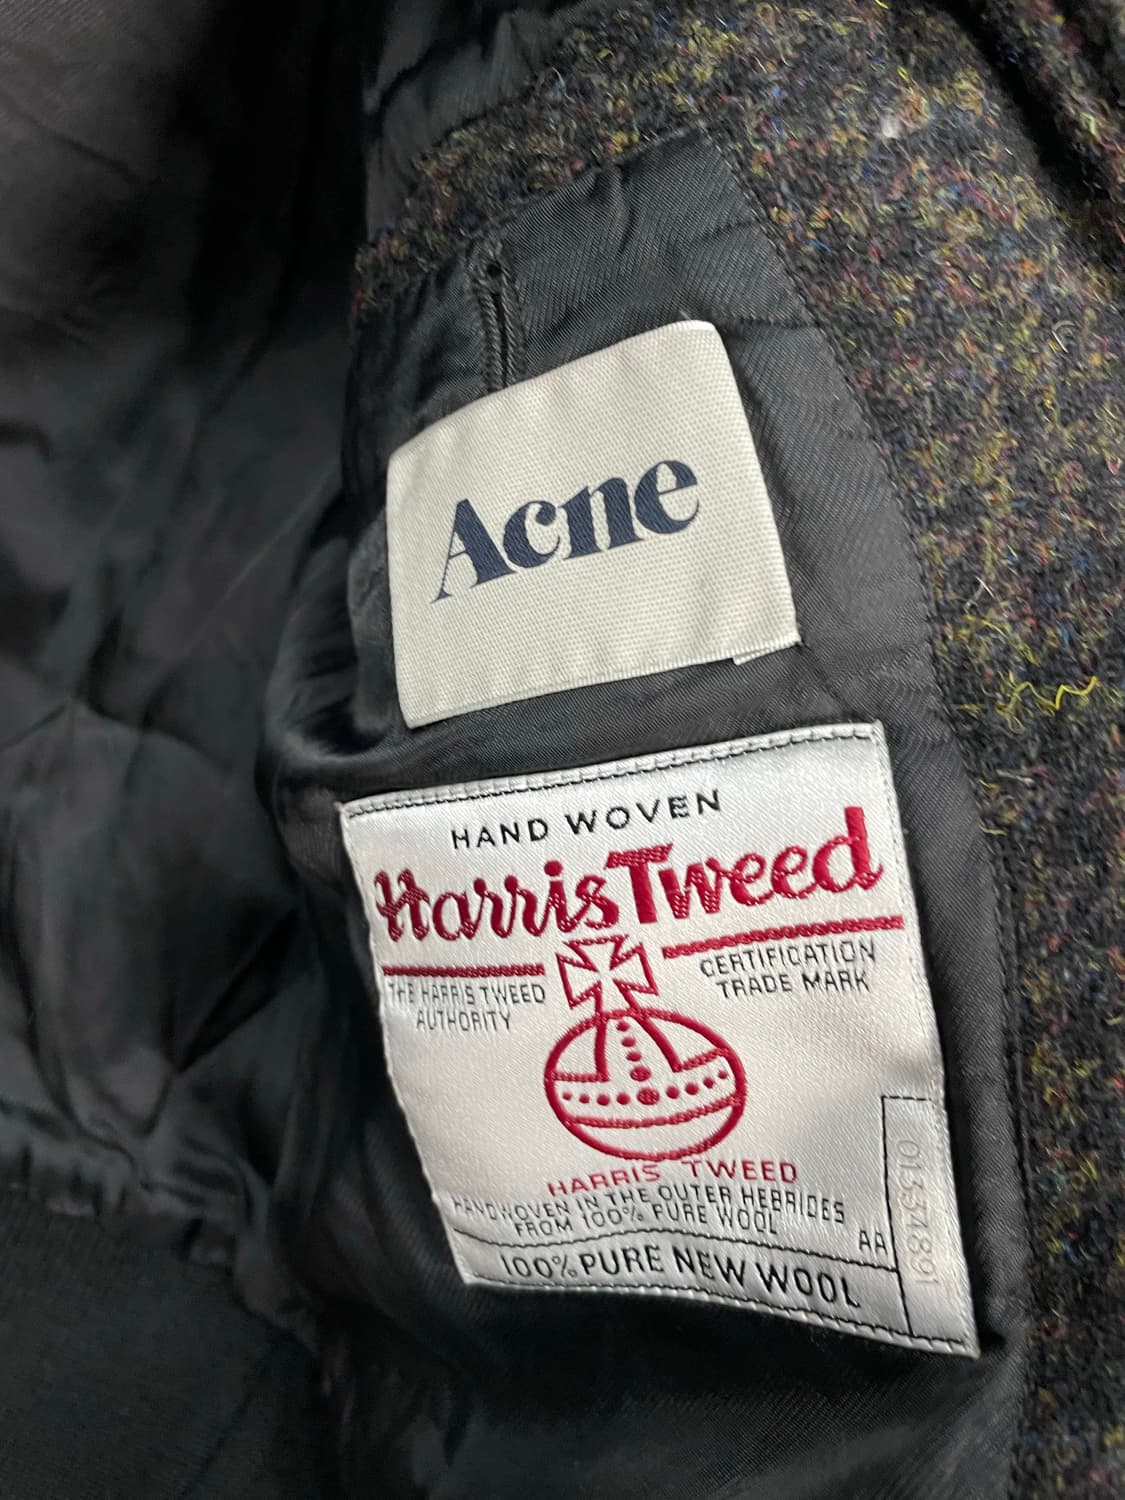 Acne
HAND WOVEN
Harris Tweed
THE HARRIS TWEED
AUTHORITY
CERTIFICATION
TRADE MARK
HARRIS TWEED
HANDWOVEN IN THE OUTER HEBRIDES
FROM 100% PURE WOOL
AA
100% PURE NEW WOOL